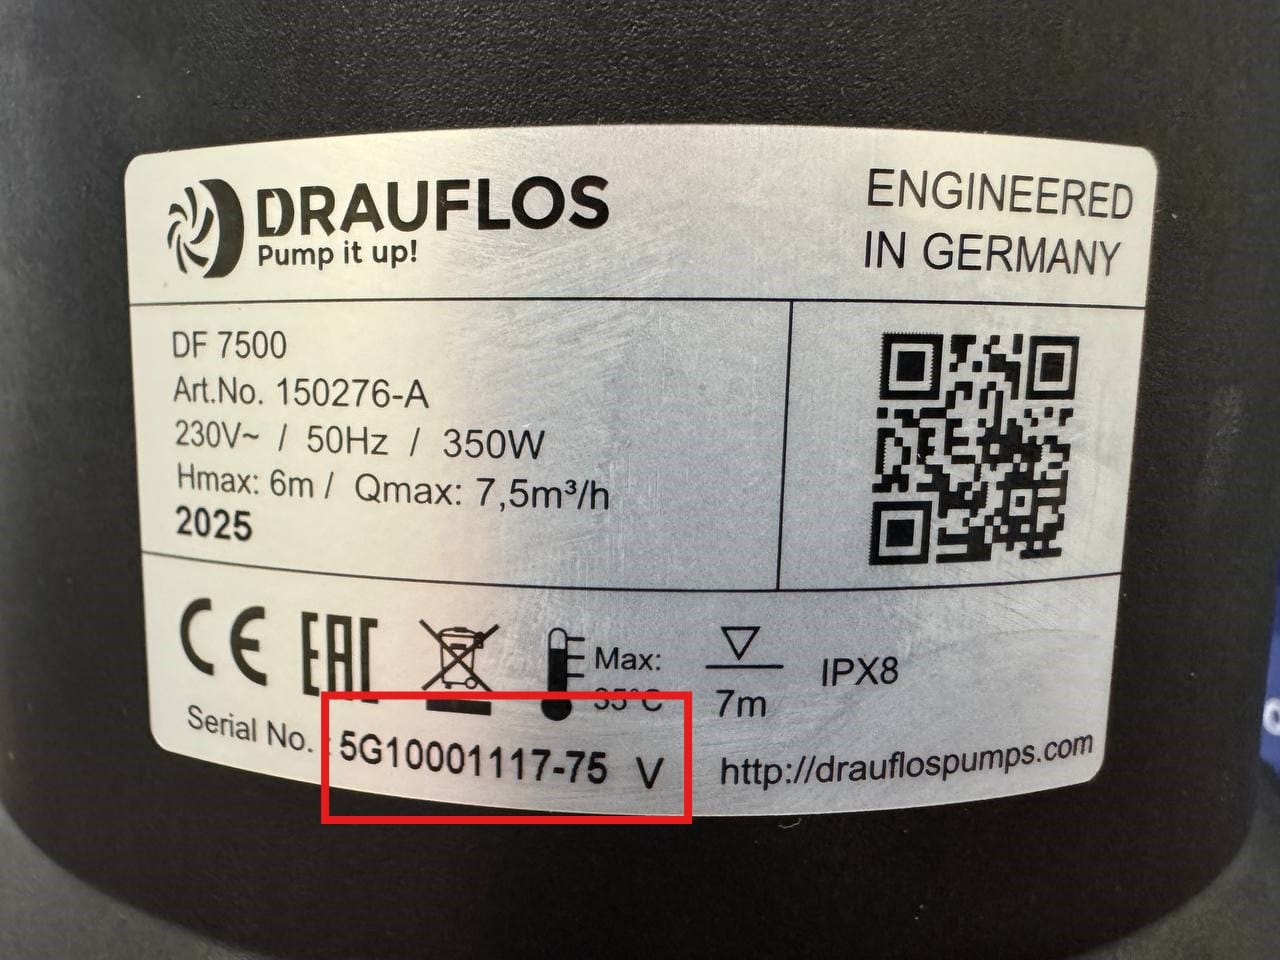 DRAUFLOS
Pump it up!
ENGINEERED
IN GERMANY
DF 7500
Art.No. 150276-A
230V~ / 50Hz / 350W
Hmax: 6m / Qmax: 7,5m³/h
2025
CE EAC
Max:
35°C
7m
IPX8
Serial No. : 5G10001117-75 V
http://drauflospumps.com